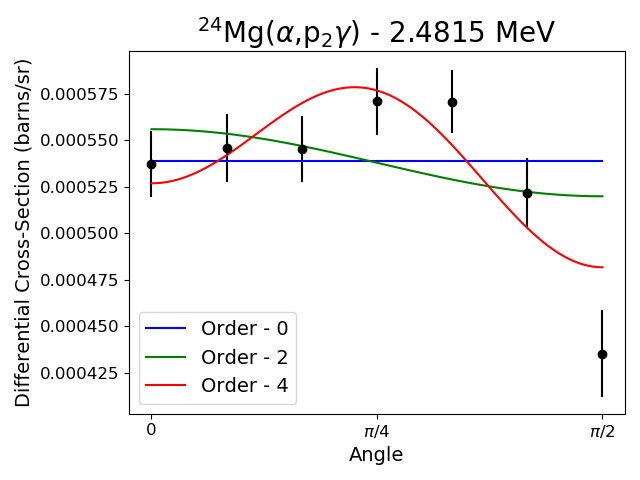 ²⁴Mg(α,p₂γ) - 2.4815 MeV
Differential Cross-Section (barns/sr)
0.000575
0.000550
0.000525
0.000500
0.000475
0.000450
0.000425
Order - 0
Order - 2
Order - 4
0 π/4 π/2
Angle